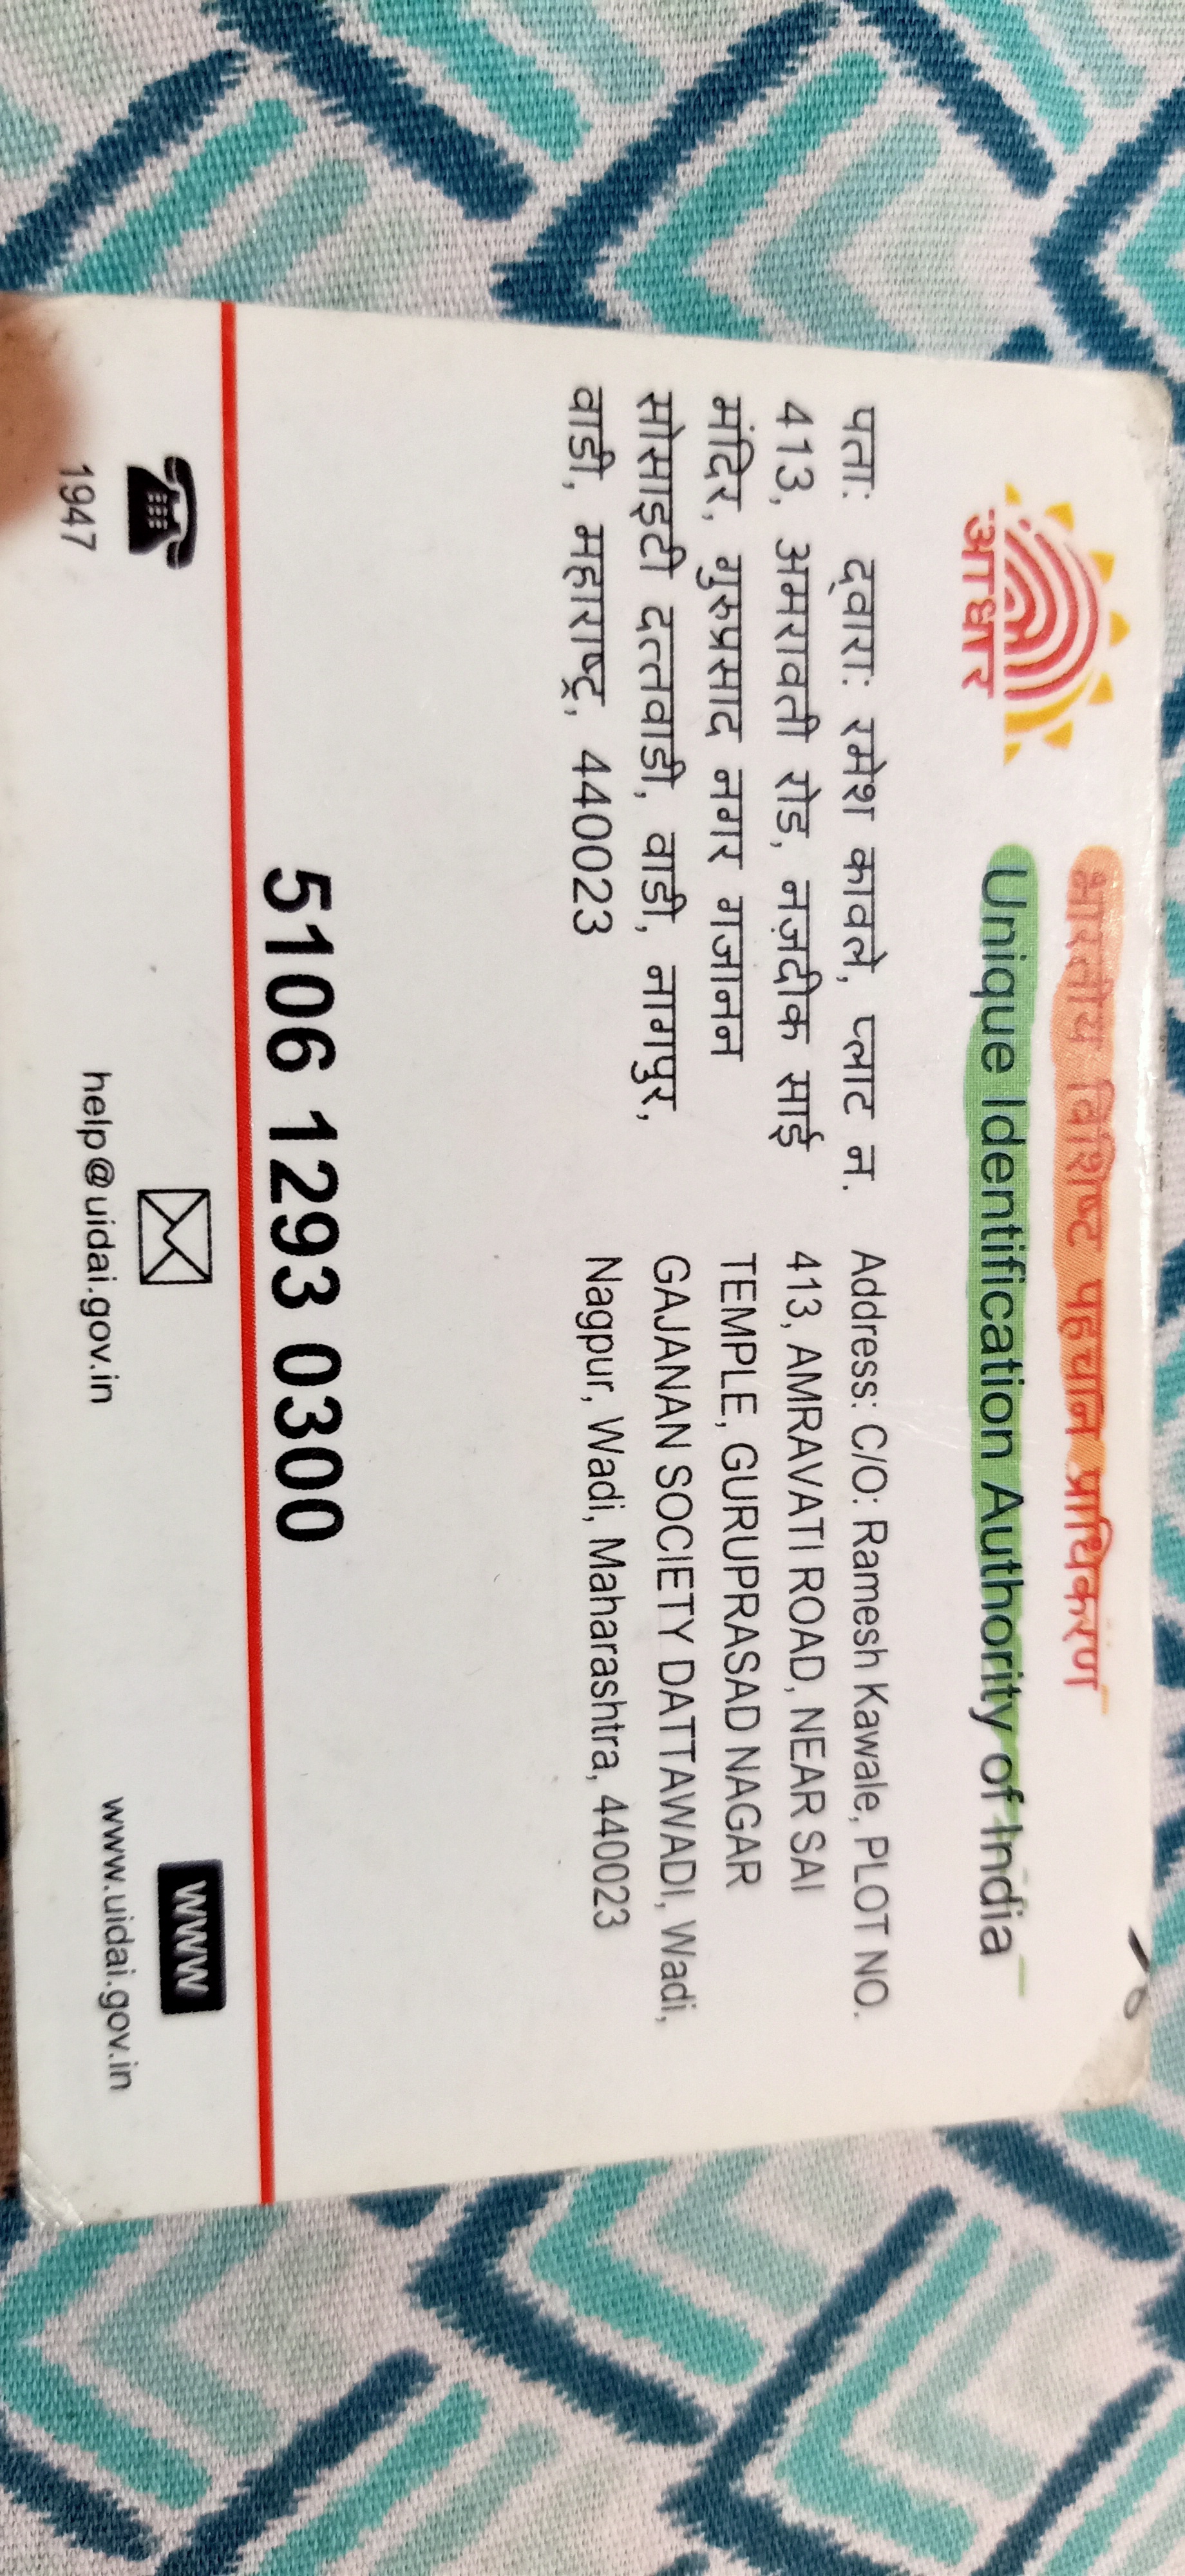 भारतीय विशिष्ट पहचान प्राधिकरण
Unique Identification Authority of India
आधार
पता: द्वारा: रमेश कावले, प्लाट न.
413, अमरावती रोड, नज़दीक साई
मंदिर, गुरुप्रसाद नगर गजानन
सोसाइटी दत्तवाडी, वाडी, नागपुर,
वाडी, महाराष्ट्र, 440023
Address: C/O: Ramesh Kawale, PLOT NO.
413, AMRAVATI ROAD, NEAR SAI
TEMPLE, GURUPRASAD NAGAR
GAJANAN SOCIETY DATTAWADI, Wadi,
Nagpur, Wadi, Maharashtra, 440023
5106 1293 0300
1947
help@uidai.gov.in
www
www.uidai.gov.in